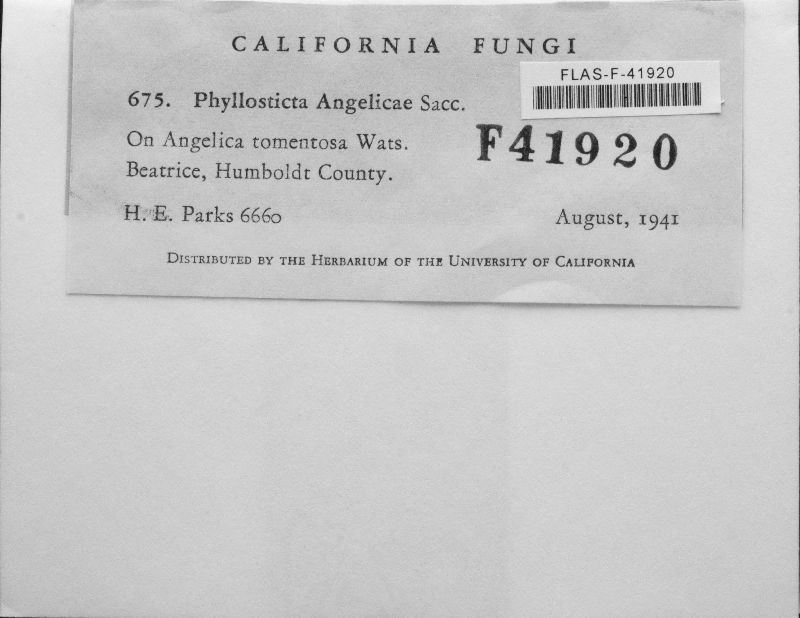 CALIFORNIA FUNGI
FLAS-F-41920
675. Phyllosticta Angelicae Sacc.
On Angelica tomentosa Wats.
F41920
Beatrice, Humboldt County.
H. E. Parks 6660
August, 1941
DISTRIBUTED BY THE HERBARIUM OF THE UNIVERSITY OF CALIFORNIA